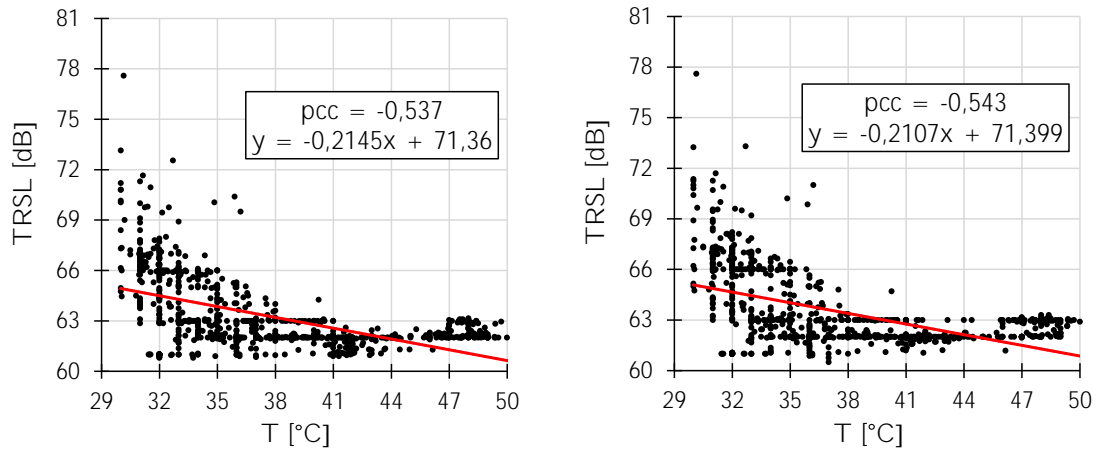 TRSL [dB]
81
78
75
72
69
66
63
60
pcc = -0,537
y = -0,2145x + 71,36
29 32 35 38 41 44 47 50
T [°C]
TRSL [dB]
81
78
75
72
69
66
63
60
pcc = -0,543
y = -0,2107x + 71,399
29 32 35 38 41 44 47 50
T [°C]